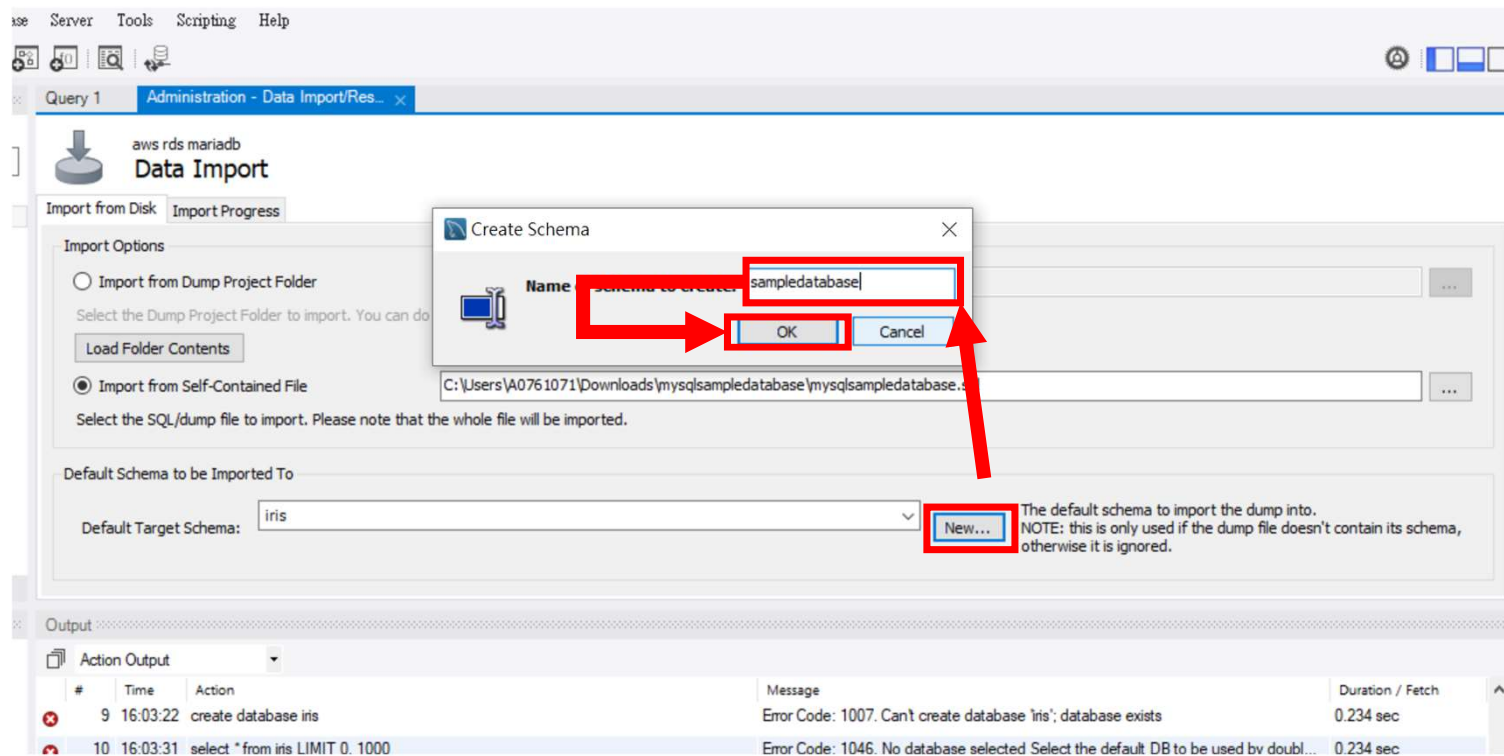 ase Server Tools Scripting Help
Query 1 Administration - Data Import/Res...
aws rds mariadb
Data Import
Import from Disk Import Progress
Create Schema
Import Options
Name schema to create: sampledatabase
Import from Dump Project Folder ...
Select the Dump Project Folder to import. You can do
OK Cancel
Load Folder Contents
Import from Self-Contained File C:\Users\A0761071\Downloads\mysqlsampledatabase\mysqlsampledatabase.s l ...
Select the SQL/dump file to import. Please note that the whole file will be imported.
Default Schema to be Imported To
Default Target Schema: iris New...
The default schema to import the dump into.
NOTE: this is only used if the dump file doesn't contain its schema,
otherwise it is ignored.
Output
Action Output
# Time Action Message Duration / Fetch
9 16:03:22 create database iris Error Code: 1007. Can't create database 'iris'; database exists 0.234 sec
10 16:03:31 select * from iris LIMIT 0, 1000 Error Code: 1046. No database selected Select the default DB to be used by doubl... 0.234 sec